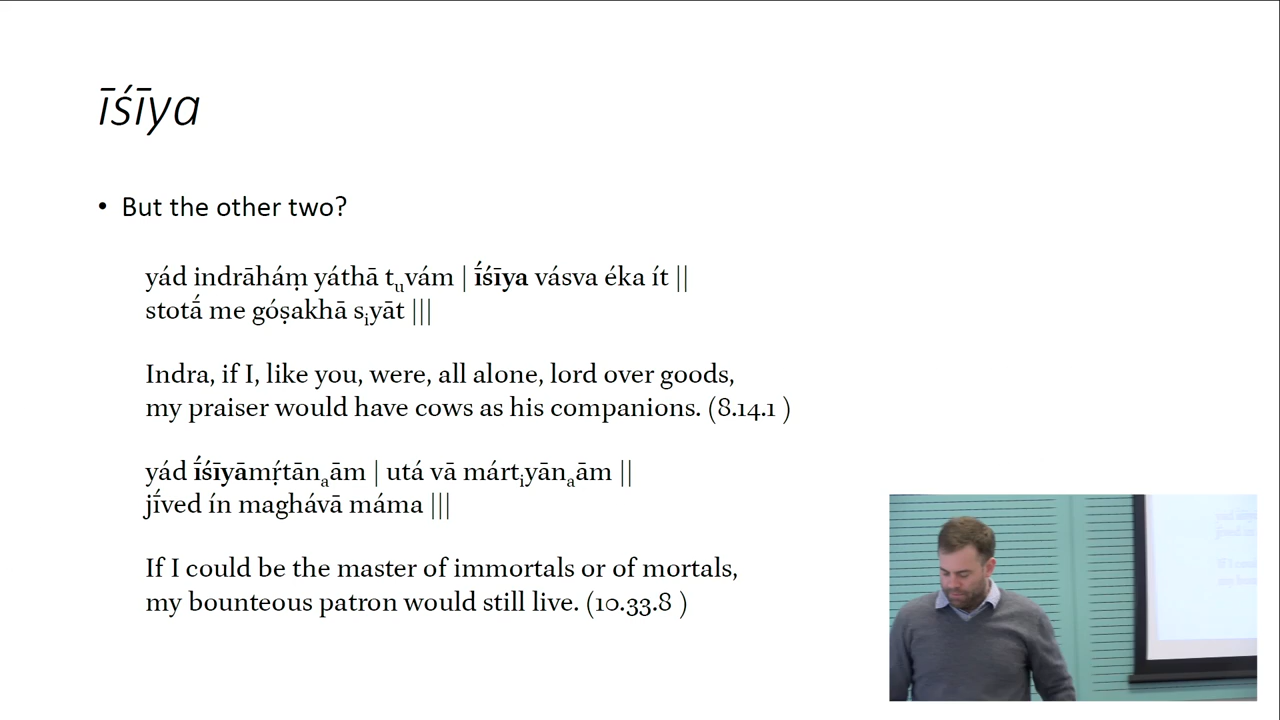 īśīya
• But the other two?
yád indrāháṃ yáthā tᵤvám | ī́śīya vásva éka ít ||
stotā́ me góṣakhā sᵢyāt |||
Indra, if I, like you, were, all alone, lord over goods,
my praiser would have cows as his companions. (8.14.1 )
yád ī́śīyāmŕ̥tānₐām | utá vā mártᵢyānₐām ||
jī́ved ín maghávā máma |||
If I could be the master of immortals or of mortals,
my bounteous patron would still live. (10.33.8 )